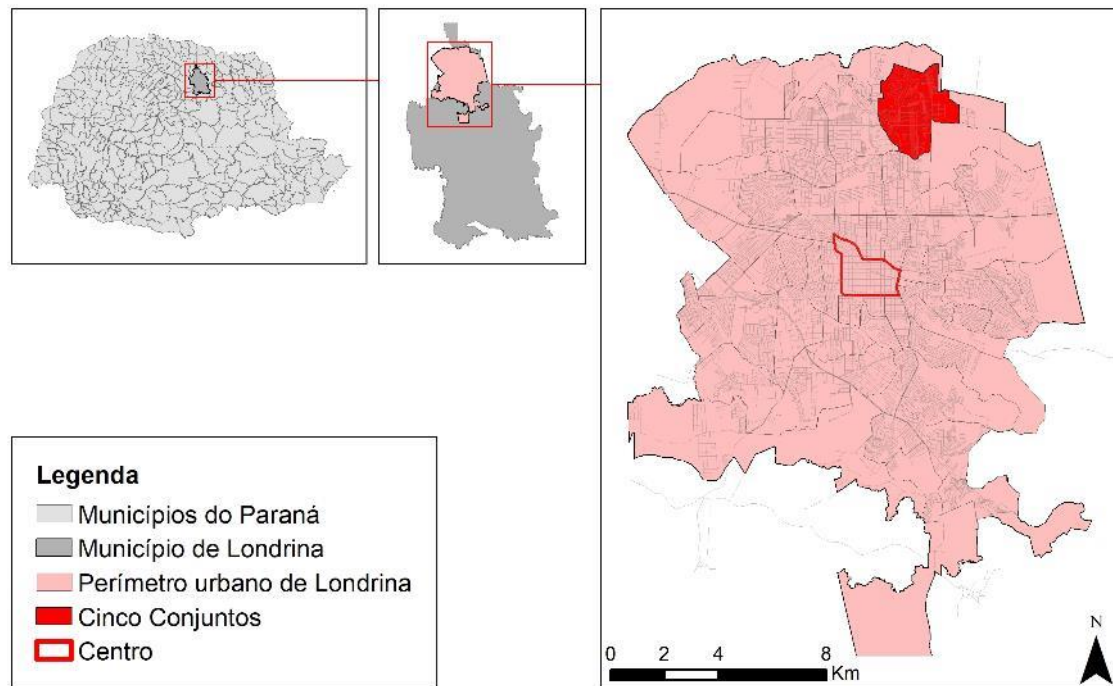 Legenda
Municípios do Paraná
Município de Londrina
Perímetro urbano de Londrina
Cinco Conjuntos
Centro
N
0 2 4 8
Km